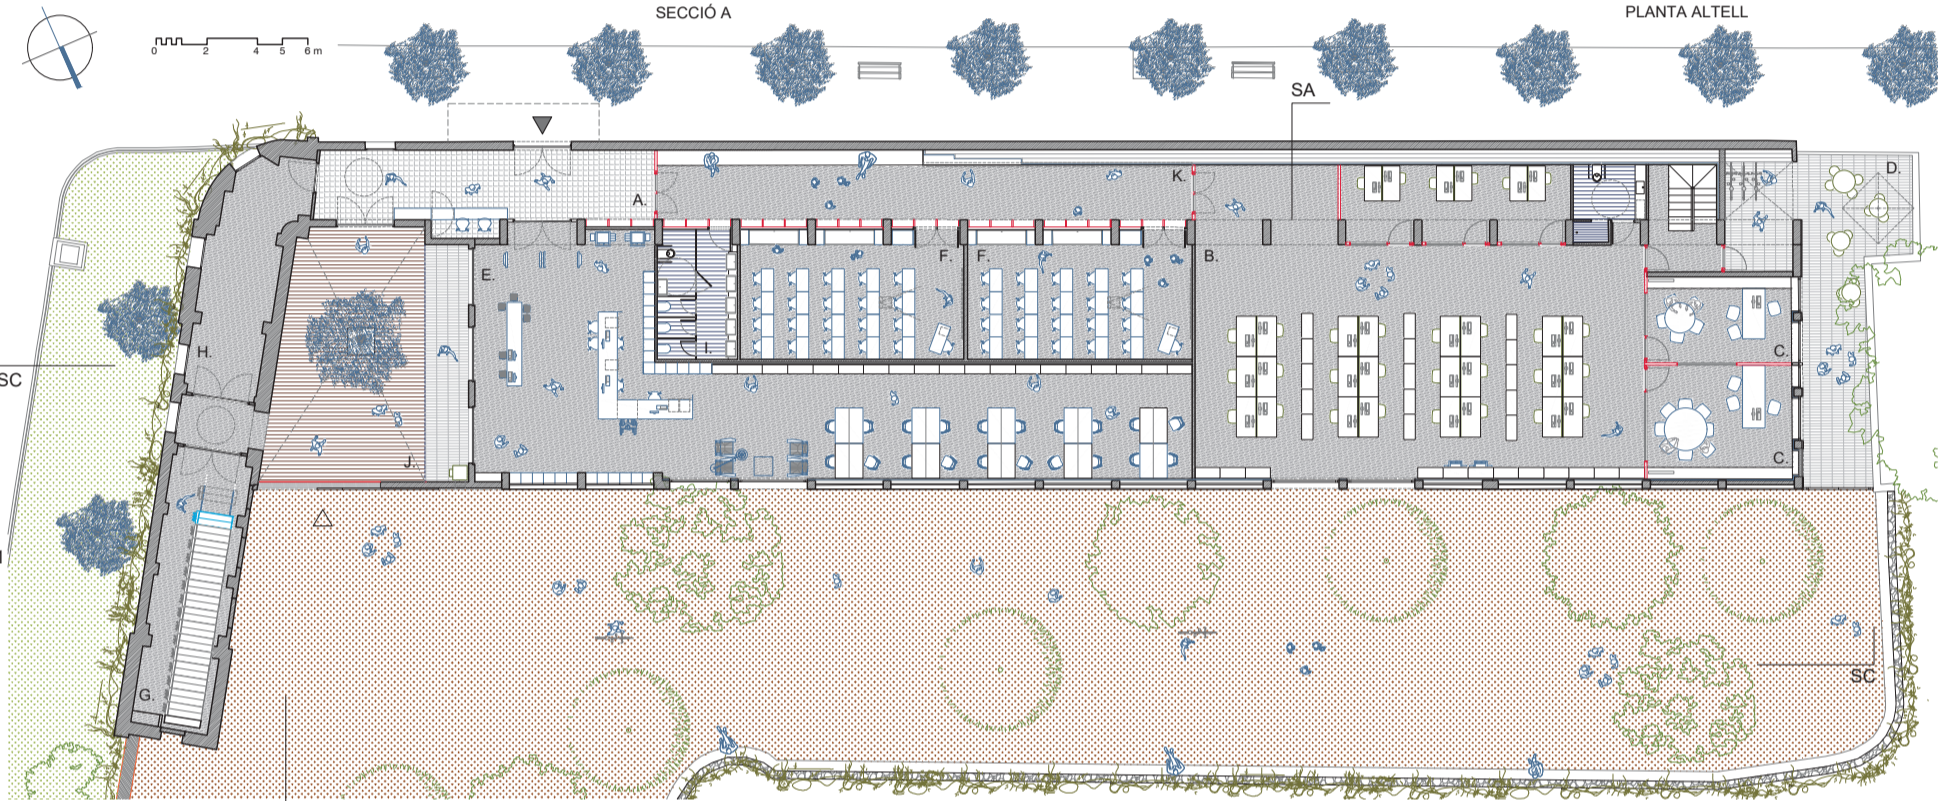 SECCIÓ A
PLANTA ALTELL
0 2 4 5 6 m
SA
K.
D.
A.
E.
F.
F.
B.
I.
H.
C.
SC
J.
C.
G.
SC